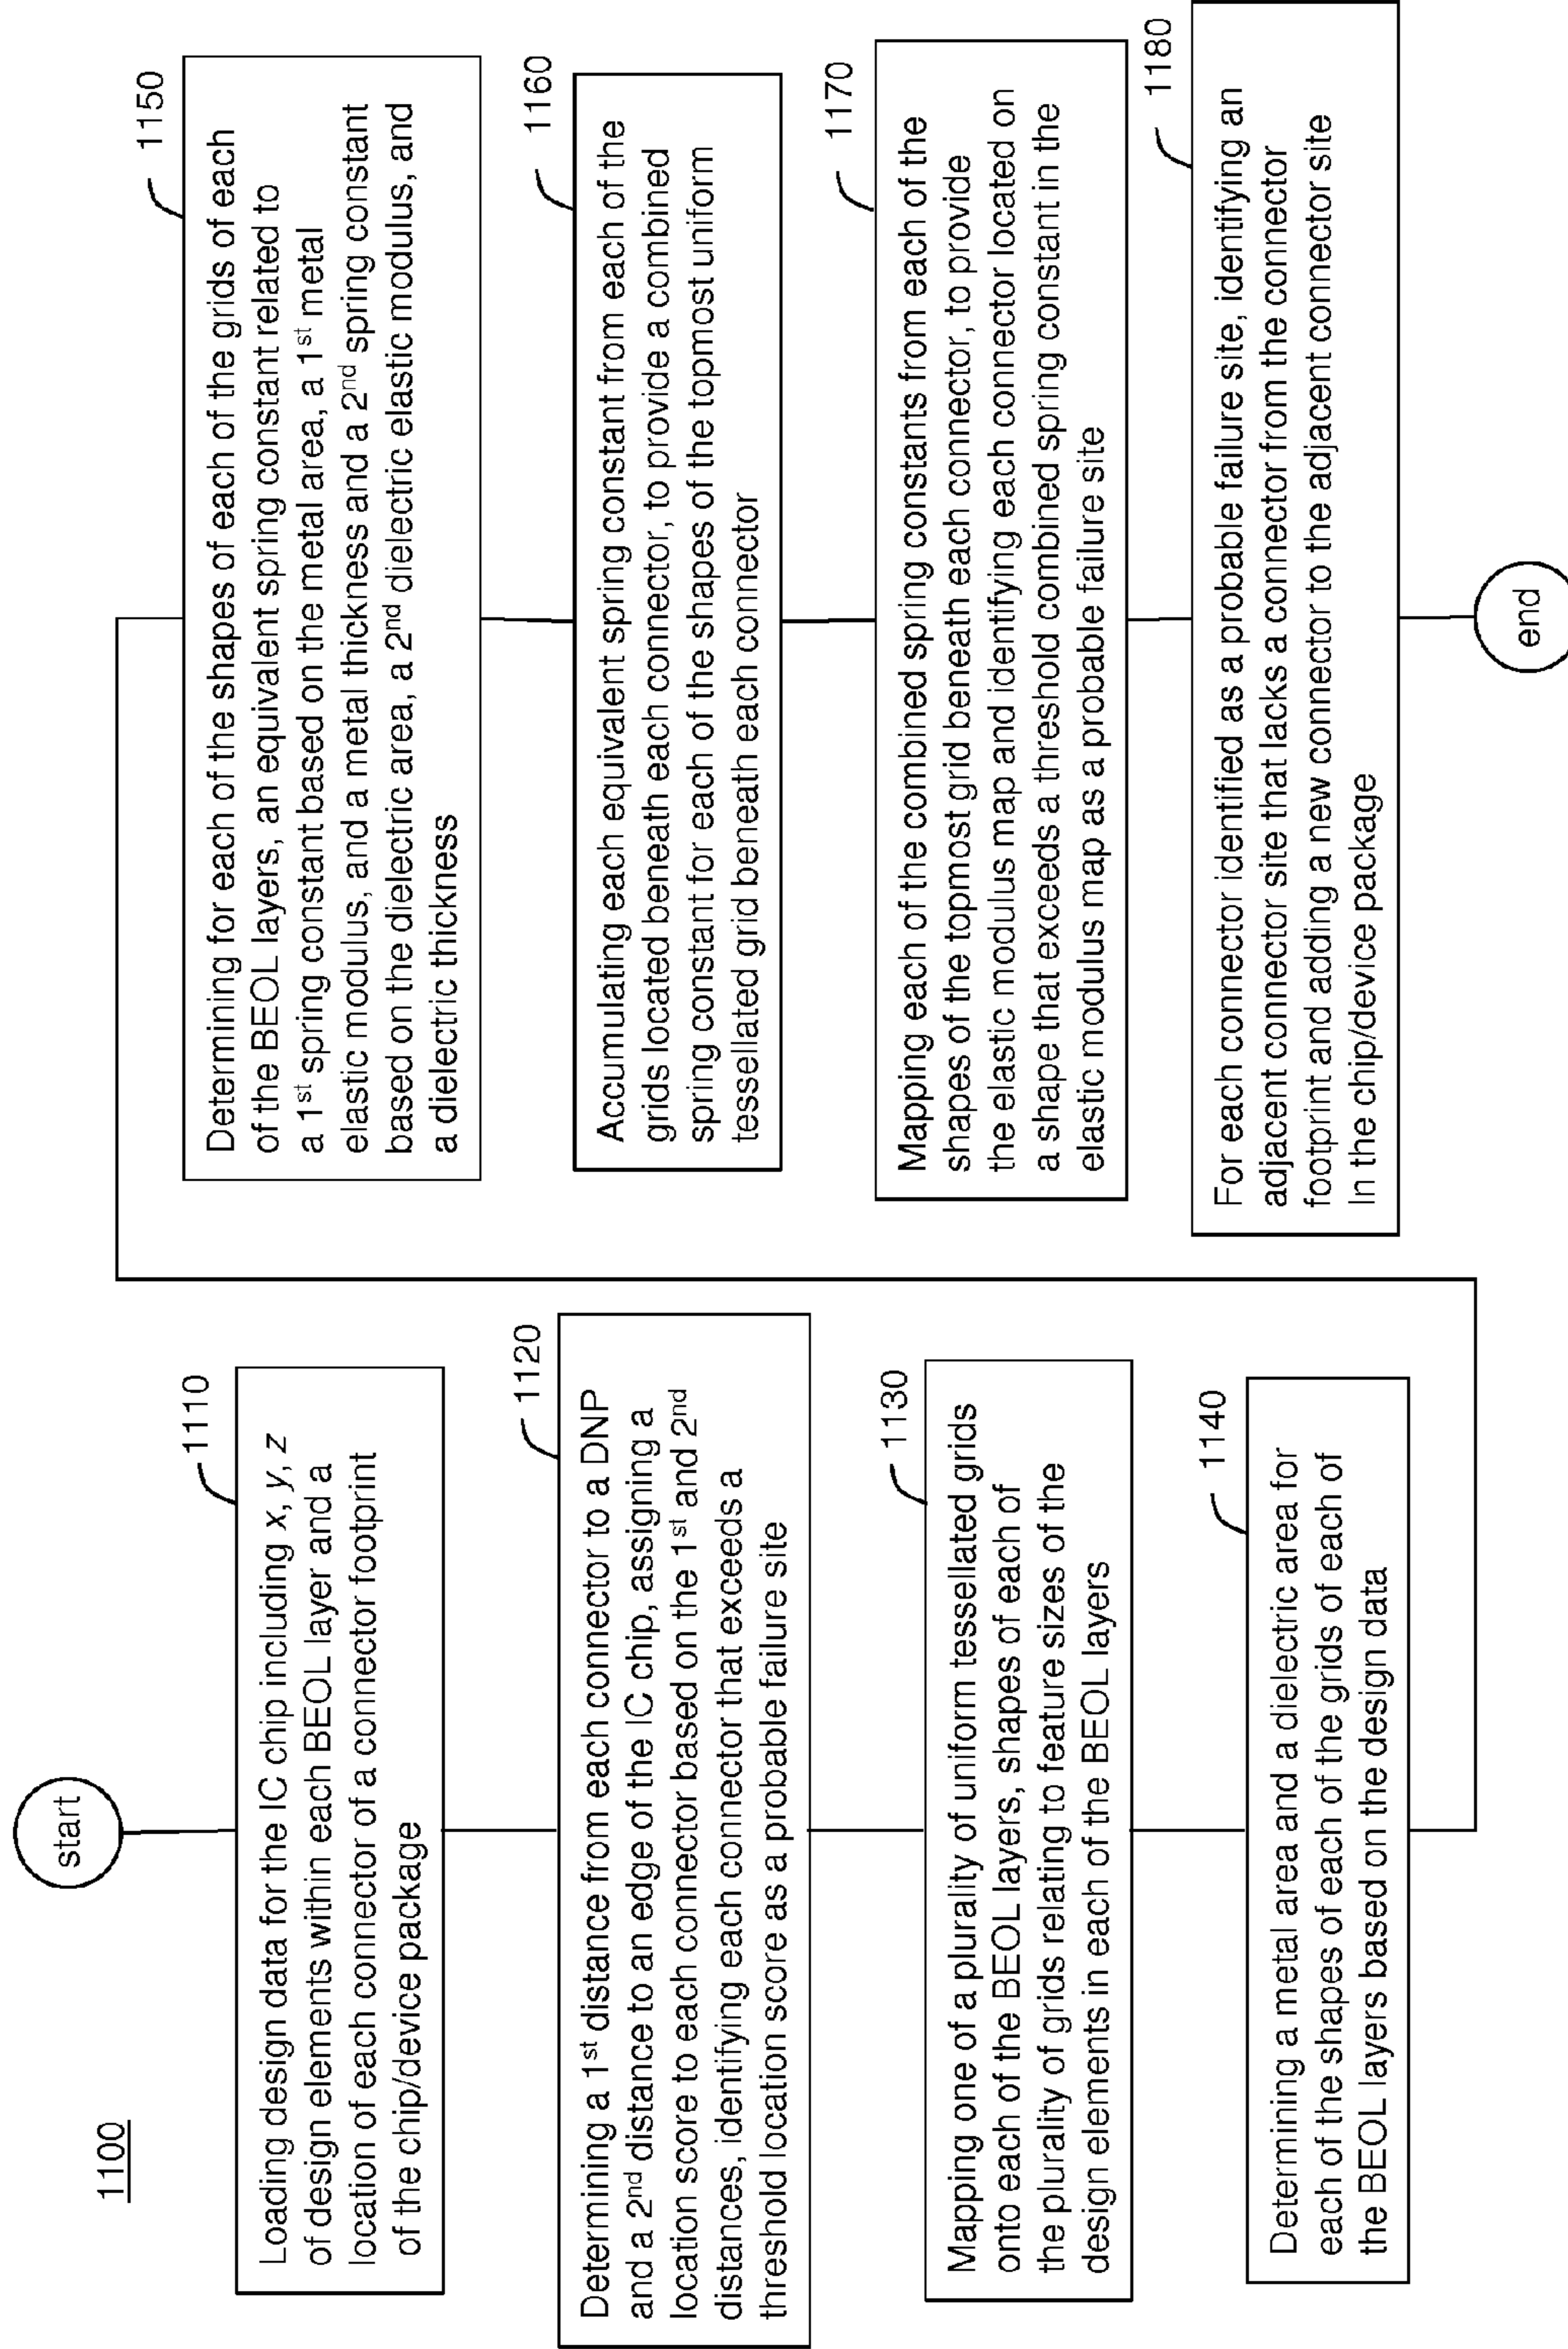 1100
start
1110
Loading design data for the IC chip including x, y, z
of design elements within each BEOL layer and a
location of each connector of a connector footprint
of the chip/device package
1120
Determining a 1st distance from each connector to a DNP
and a 2nd distance to an edge of the IC chip, assigning a
location score to each connector based on the 1st and 2nd
distances, identifying each connector that exceeds a
threshold location score as a probable failure site
1130
Mapping one of a plurality of uniform tessellated grids
onto each of the BEOL layers, shapes of each of
the plurality of grids relating to feature sizes of the
design elements in each of the BEOL layers
1140
Determining a metal area and a dielectric area for
each of the shapes of each of the grids of each of
the BEOL layers based on the design data
1150
Determining for each of the shapes of each of the grids of each
of the BEOL layers, an equivalent spring constant related to
a 1st spring constant based on the metal area, a 1st metal
elastic modulus, and a metal thickness and a 2nd spring constant
based on the dielectric area, a 2nd dielectric elastic modulus, and
a dielectric thickness
1160
Accumulating each equivalent spring constant from each of the
grids located beneath each connector, to provide a combined
spring constant for each of the shapes of the topmost uniform
tessellated grid beneath each connector
1170
Mapping each of the combined spring constants from each of the
shapes of the topmost grid beneath each connector, to provide
the elastic modulus map and identifying each connector located on
a shape that exceeds a threshold combined spring constant in the
elastic modulus map as a probable failure site
1180
For each connector identified as a probable failure site, identifying an
adjacent connector site that lacks a connector from the connector
footprint and adding a new connector to the adjacent connector site
In the chip/device package
end